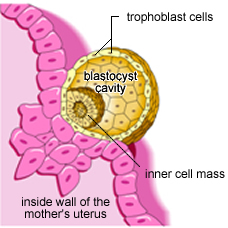 trophoblast cells
blastocyst
cavity
inner cell mass
inside wall of the
mother's uterus